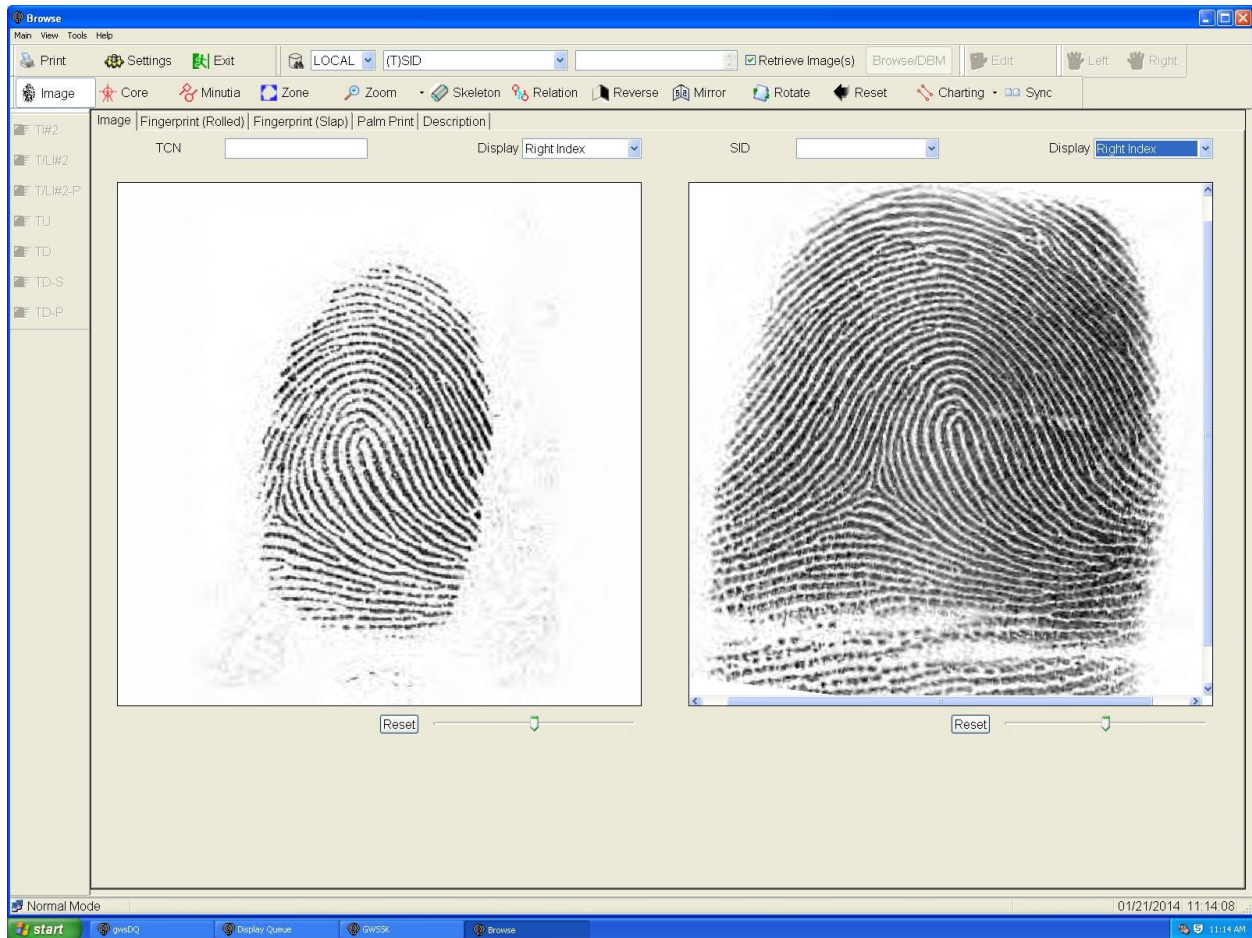 Browse
Main View Tools Help
Print Settings Exit LOCAL (T)SID Retrieve Image(s) Browse/DBM Edit Left Right
Image Core Minutia Zone Zoom Skeleton Relation Reverse Mirror Rotate Reset Charting Sync
Image Fingerprint (Rolled) Fingerprint (Slap) Palm Print Description
TI#2
T/LI#2
T/LI#2-P
TU
TD
TD-S
TD-P
TCN Display Right Index SID Display Right Index
Reset Reset
Normal Mode 01/21/2014 11:14:08
start gwsDQ Display Queue GWSSK Browse 11:14 AM